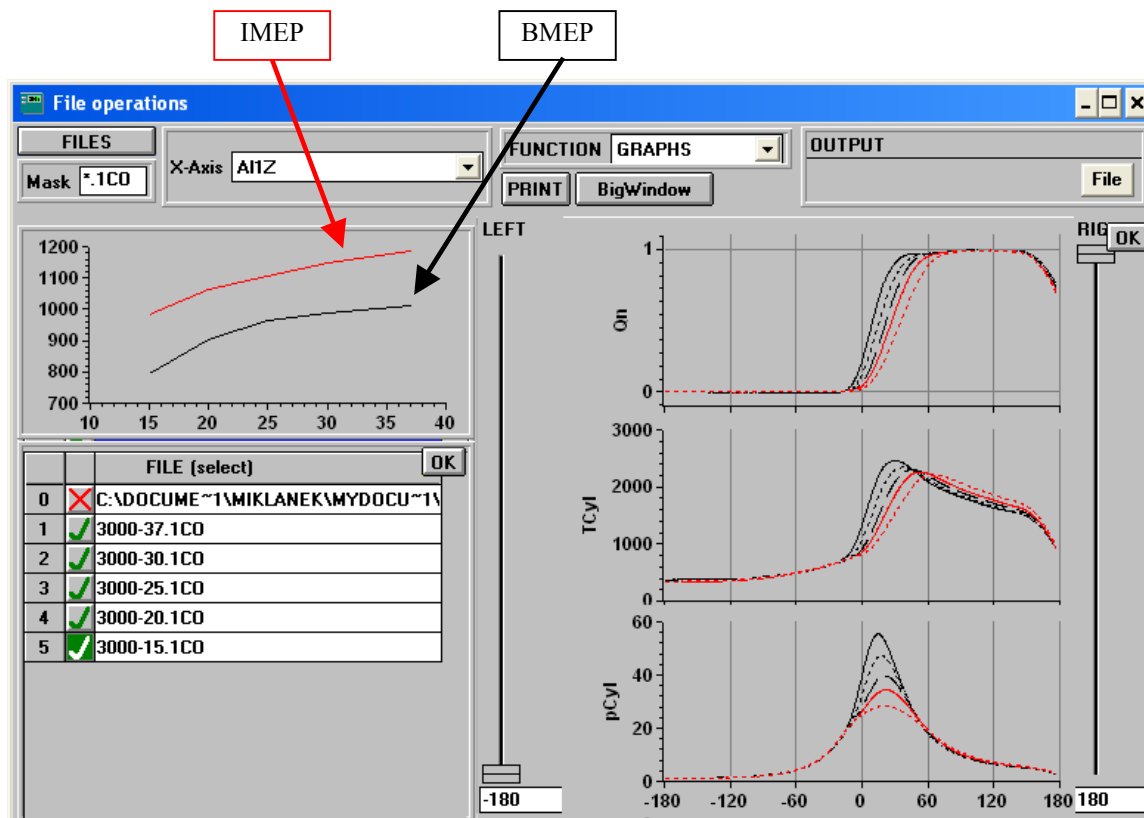 IMEP
BMEP
File operations
FILES
Mask *.1CO
X-Axis AI1Z
FUNCTION GRAPHS
PRINT BigWindow
OUTPUT
File
1200
1100
1000
900
800
700
10 15 20 25 30 35 40
FILE (select) OK
0 C:\DOCUME~1\MIKLANEK\MYDOCU~1\
1 3000-37.1CO
2 3000-30.1CO
3 3000-25.1CO
4 3000-20.1CO
5 3000-15.1CO
LEFT
-180
1
Qn
0
3000
2000
TCyl
1000
0
60
40
pCyl
20
0
-180 -120 -60 0 60 120 180
RIG OK
180